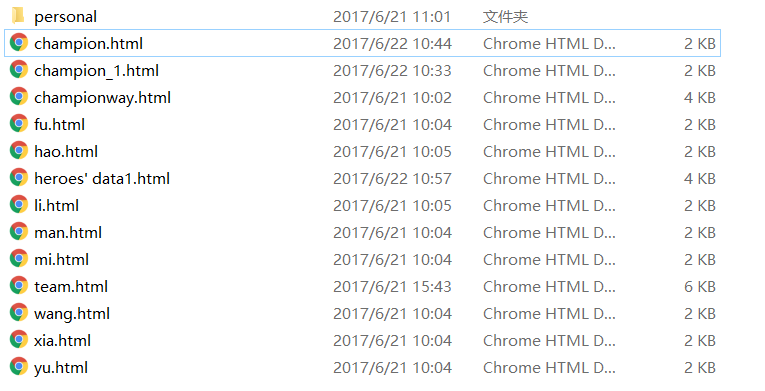 personal 2017/6/21 11:01 文件夹
champion.html 2017/6/22 10:44 Chrome HTML D... 2 KB
champion_1.html 2017/6/22 10:33 Chrome HTML D... 2 KB
championway.html 2017/6/21 10:02 Chrome HTML D... 4 KB
fu.html 2017/6/21 10:04 Chrome HTML D... 2 KB
hao.html 2017/6/21 10:05 Chrome HTML D... 2 KB
heroes' data1.html 2017/6/22 10:57 Chrome HTML D... 4 KB
li.html 2017/6/21 10:05 Chrome HTML D... 2 KB
man.html 2017/6/21 10:04 Chrome HTML D... 2 KB
mi.html 2017/6/21 10:04 Chrome HTML D... 2 KB
team.html 2017/6/21 15:43 Chrome HTML D... 6 KB
wang.html 2017/6/21 10:04 Chrome HTML D... 2 KB
xia.html 2017/6/21 10:04 Chrome HTML D... 2 KB
yu.html 2017/6/21 10:04 Chrome HTML D... 2 KB